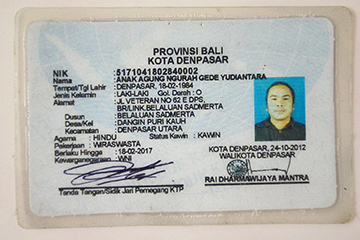 PROVINSI BALI
KOTA DENPASAR
NIK : 5171041802840002
Nama : ANAK AGUNG NGURAH GEDE YUDIANTARA
Tempat/Tgl Lahir : DENPASAR, 18-02-1984
Jenis Kelamin : LAKI-LAKI Gol. Darah : O
Alamat : JL VETERAN NO 62 E DPS,
BR/LINK.BELALUAN SADMERTA
Dusun : BELALUAN SADMERTA
Desa/Kel : DANGIN PURI KAUH
Kecamatan : DENPASAR UTARA
Agama : HINDU Status Kawin : KAWIN
Pekerjaan : WIRASWASTA
Berlaku Hingga : 18-02-2017
Kewarganegaraan : WNI
KOTA DENPASAR, 24-10-2012
WALIKOTA DENPASAR
RAI DHARMAWIJAYA MANTRA
Tanda Tangan/Sidik Jari Pemegang KTP